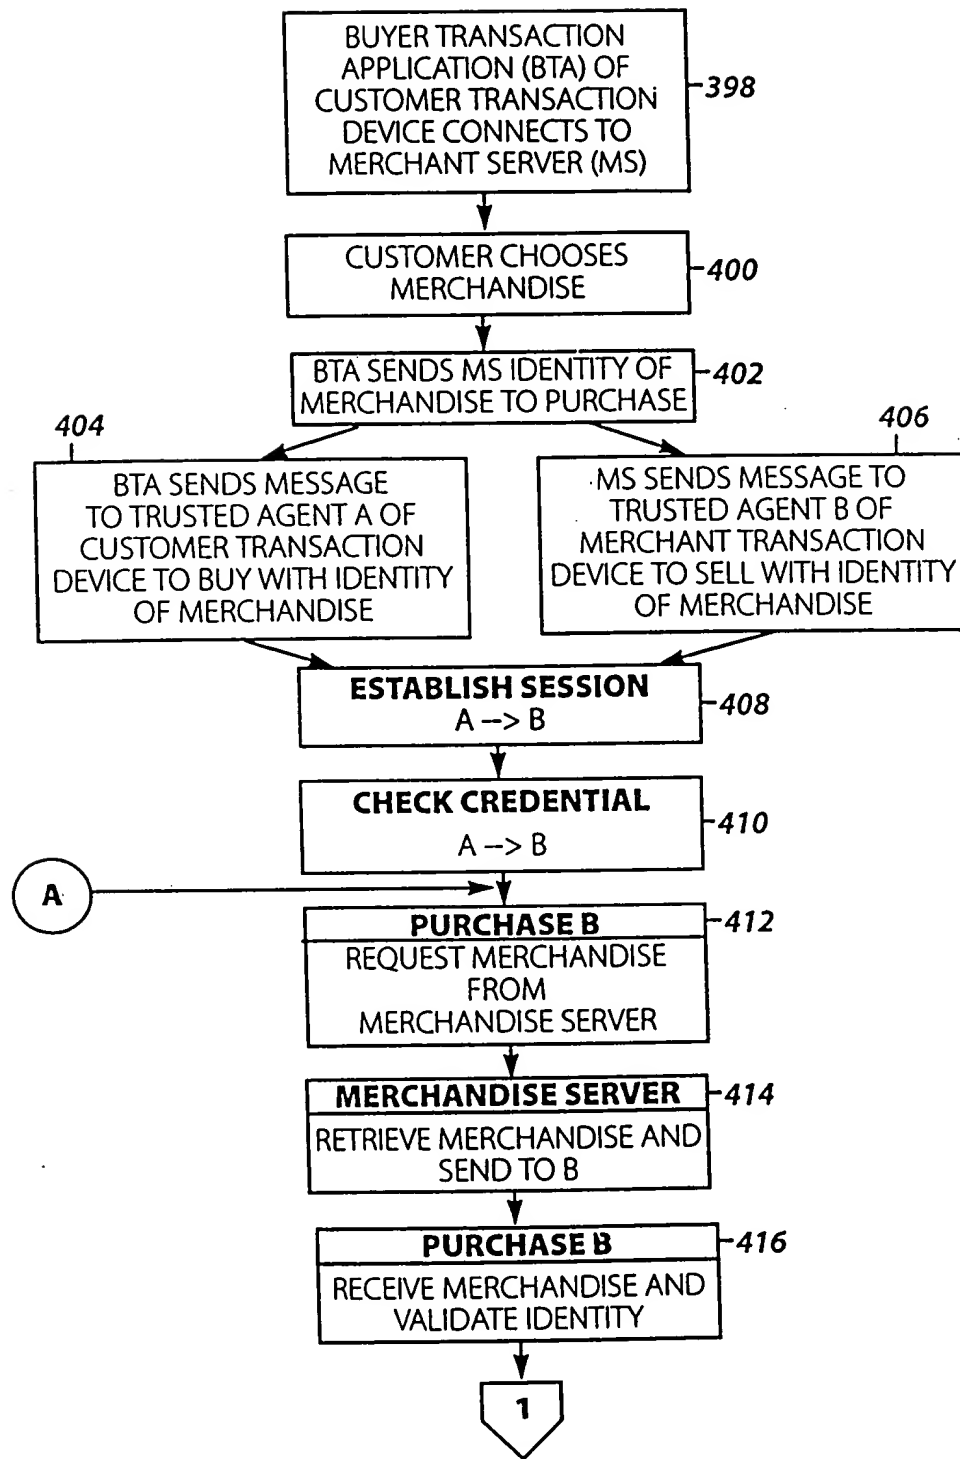 BUYER TRANSACTION
APPLICATION (BTA) OF
CUSTOMER TRANSACTION
DEVICE CONNECTS TO
MERCHANT SERVER (MS)
398
CUSTOMER CHOOSES
MERCHANDISE
400
BTA SENDS MS IDENTITY OF
MERCHANDISE TO PURCHASE
402
404
BTA SENDS MESSAGE
TO TRUSTED AGENT A OF
CUSTOMER TRANSACTION
DEVICE TO BUY WITH IDENTITY
OF MERCHANDISE
406
MS SENDS MESSAGE TO
TRUSTED AGENT B OF
MERCHANT TRANSACTION
DEVICE TO SELL WITH IDENTITY
OF MERCHANDISE
ESTABLISH SESSION
A --> B
408
CHECK CREDENTIAL
A --> B
410
A
PURCHASE B
412
REQUEST MERCHANDISE
FROM
MERCHANDISE SERVER
MERCHANDISE SERVER
414
RETRIEVE MERCHANDISE AND
SEND TO B
PURCHASE B
416
RECEIVE MERCHANDISE AND
VALIDATE IDENTITY
1